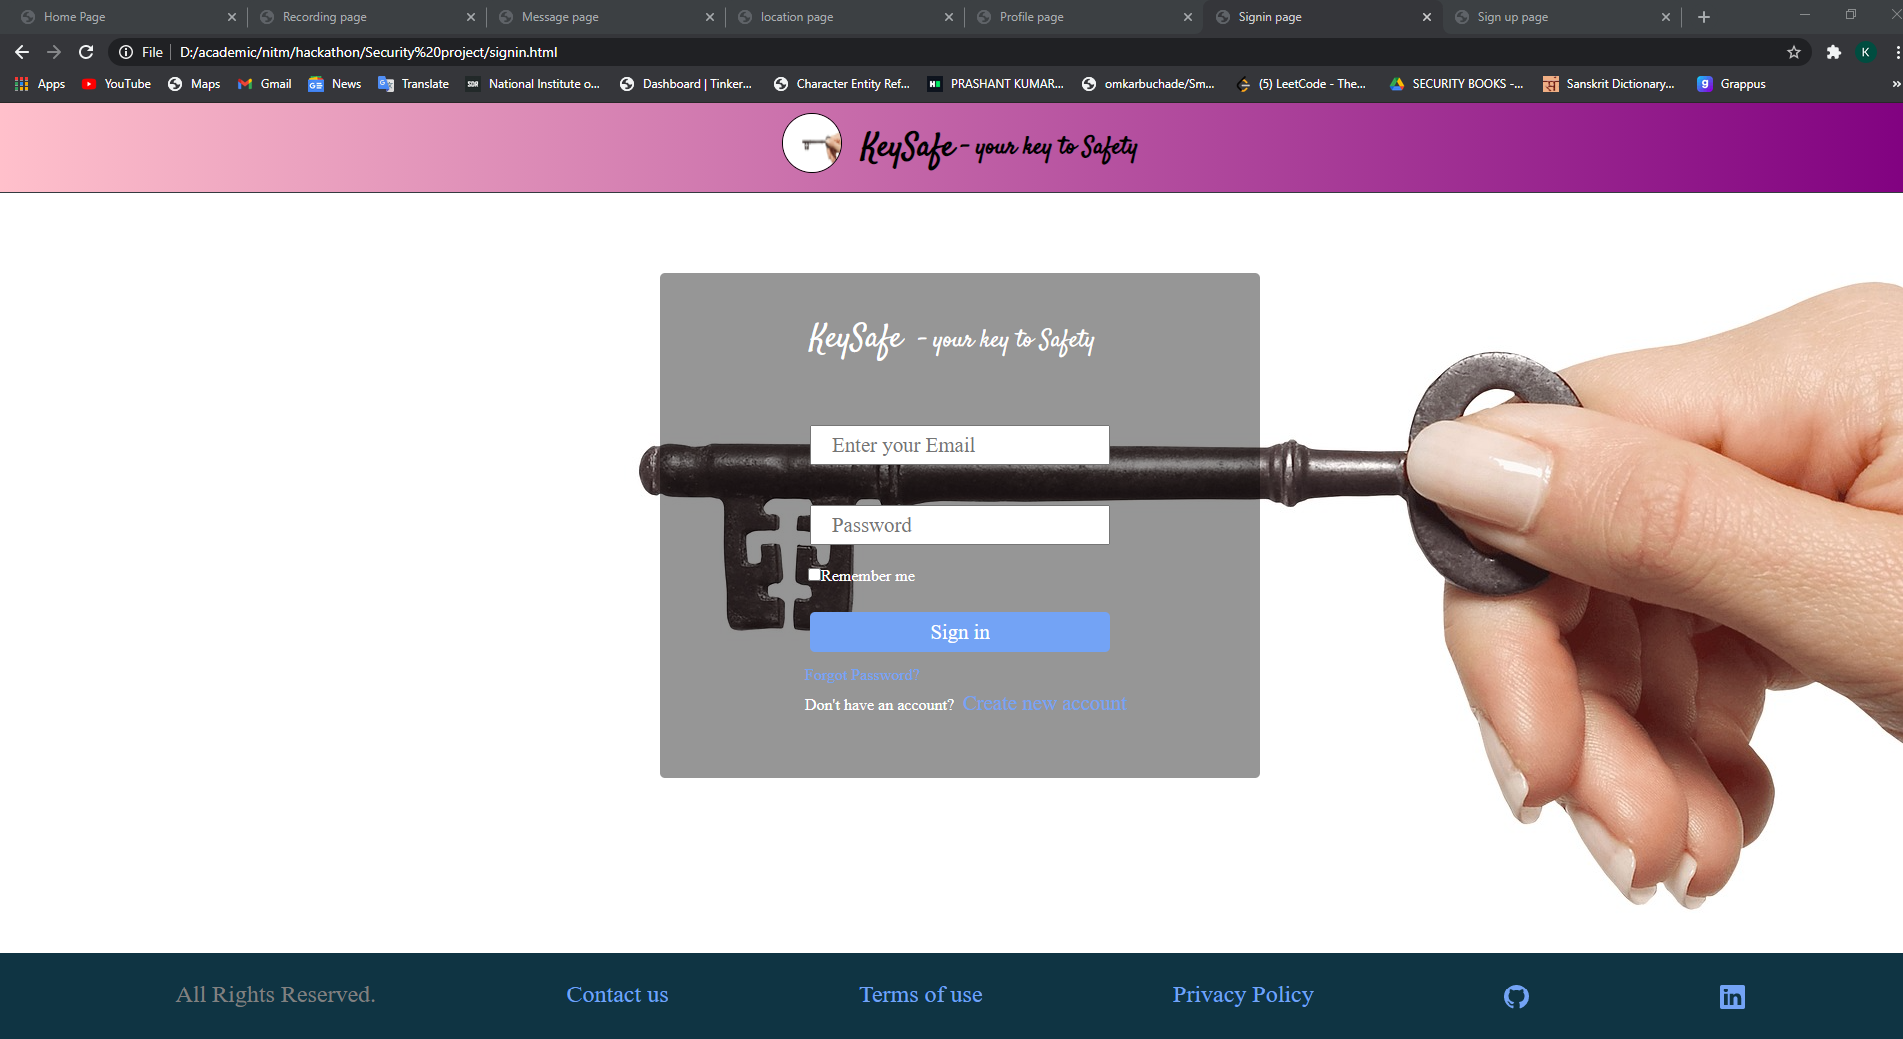 Home Page
Recording page
Message page
location page
Profile page
Signin page
Sign up page
File
D:/academic/nitm/hackathon/Security%20project/signin.html
K
Apps
YouTube
Maps
Gmail
News
Translate
National Institute o...
Dashboard | Tinker...
Character Entity Ref...
PRASHANT KUMAR...
omkarbuchade/Sm...
(5) LeetCode - The...
SECURITY BOOKS -...
Sanskrit Dictionary...
Grappus
KeySafe - your key to Safety
KeySafe - your key to Safety
Enter your Email
Password
Remember me
Sign in
Forgot Password?
Don't have an account? Create new account
All Rights Reserved.
Contact us
Terms of use
Privacy Policy
in